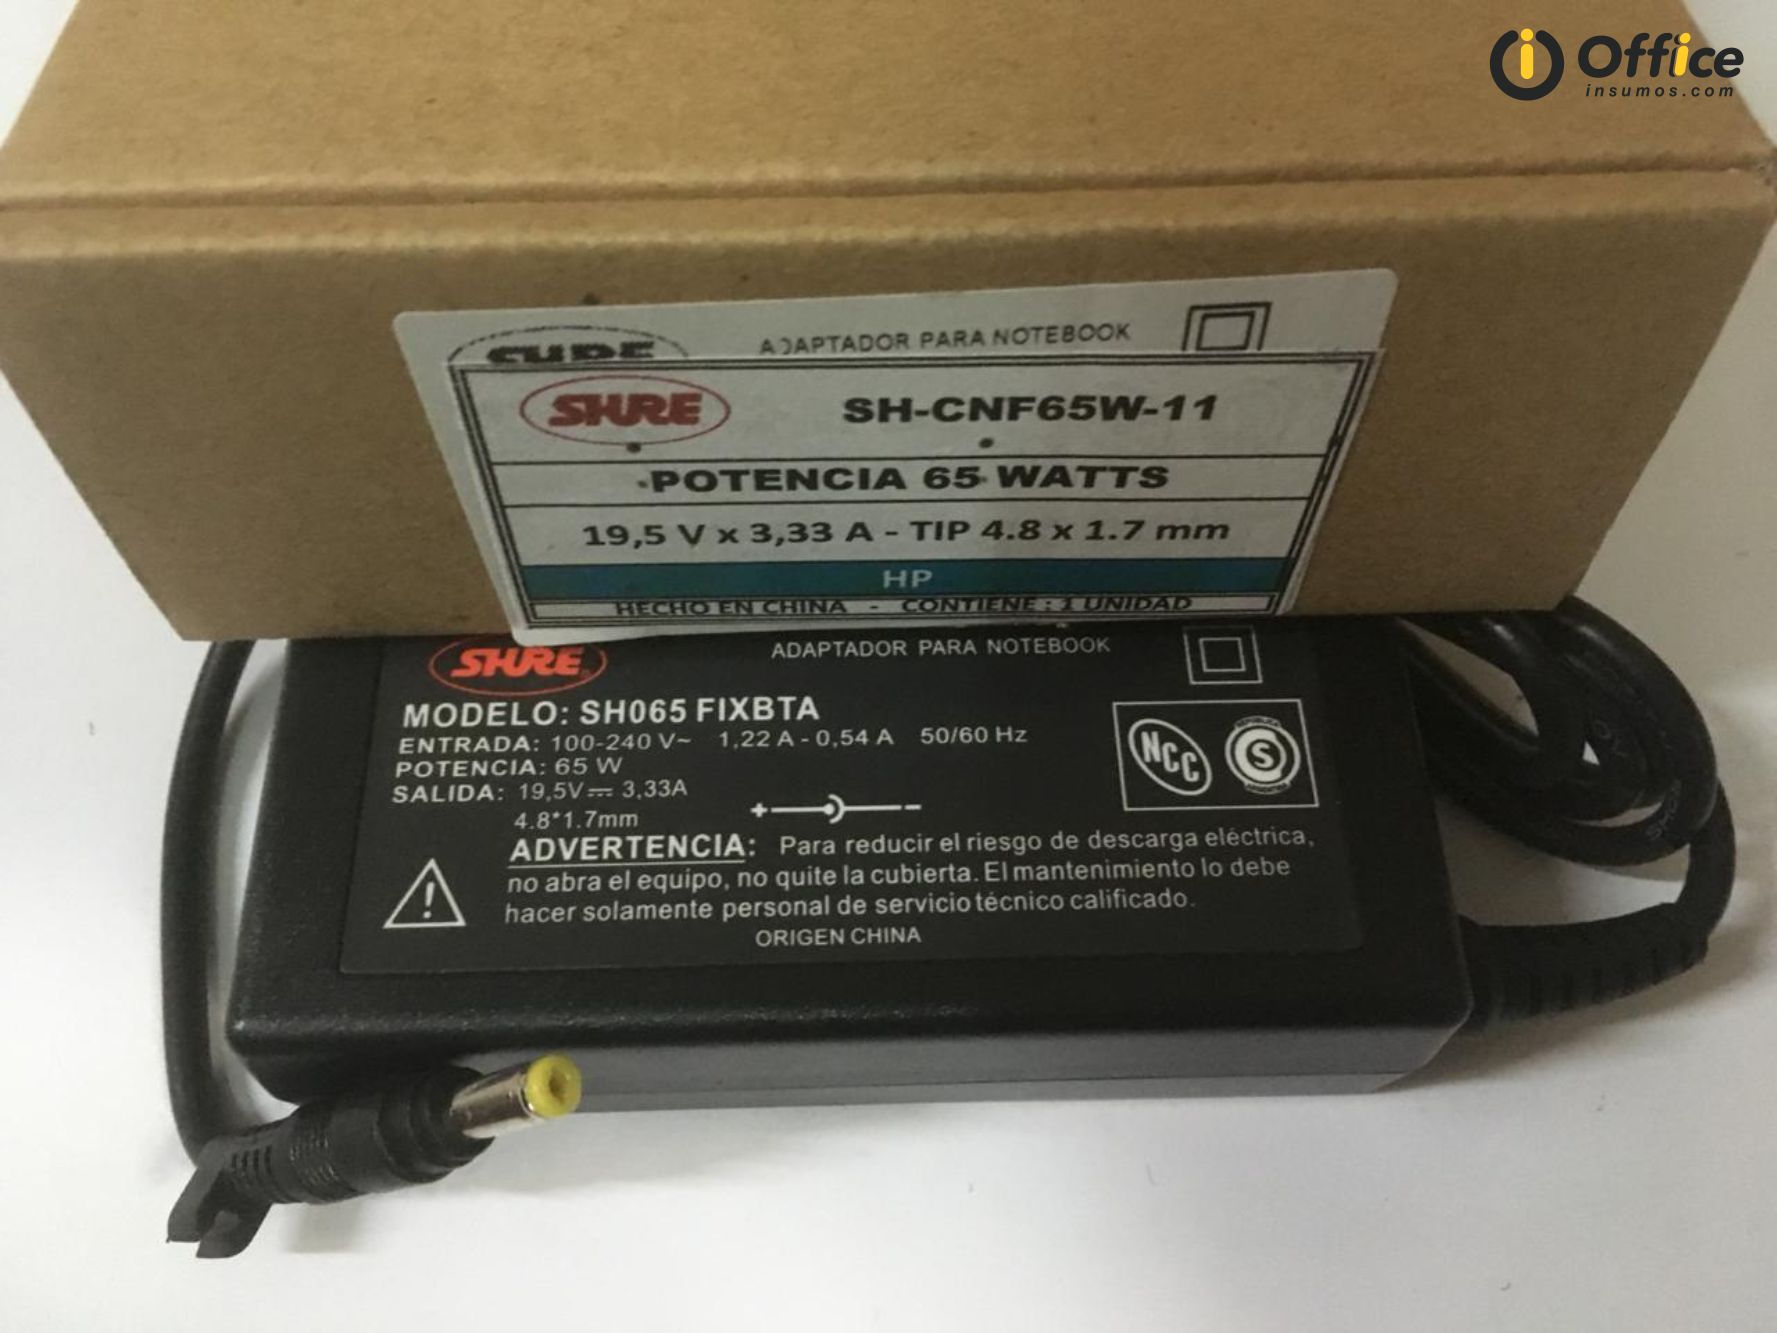 Office
insumos.com
SHURE ADAPTADOR PARA NOTEBOOK
SHURE SH-CNF65W-11
POTENCIA 65 WATTS
19,5 V x 3,33 A - TIP 4.8 x 1.7 mm
HP
HECHO EN CHINA - CONTIENE : 1 UNIDAD
SHURE ADAPTADOR PARA NOTEBOOK
MODELO: SH065 FIXBTA
ENTRADA: 100-240 V~ 1,22 A - 0,54 A 50/60 Hz
POTENCIA: 65 W
SALIDA: 19,5V⎓ 3,33A
4.8*1.7mm
+ -
NCC S
ADVERTENCIA: Para reducir el riesgo de descarga eléctrica,
no abra el equipo, no quite la cubierta. El mantenimiento lo debe
hacer solamente personal de servicio técnico calificado.
ORIGEN CHINA